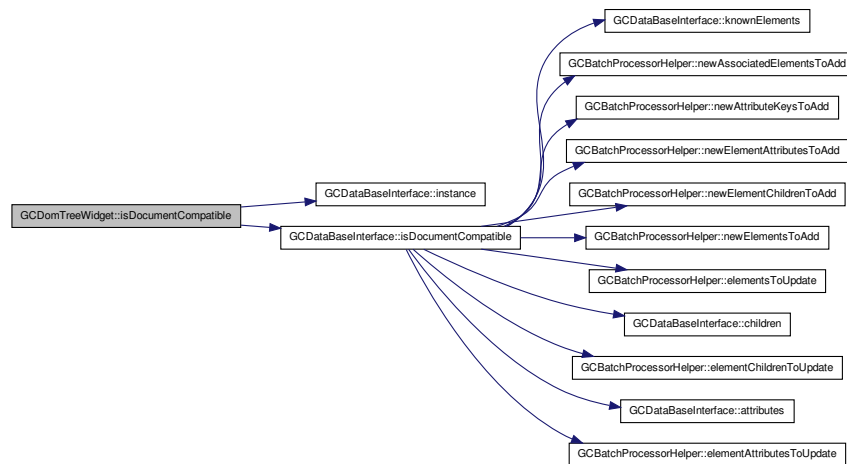 GCDomTreeWidget::isDocumentCompatible
GCDataBaseInterface::instance
GCDataBaseInterface::isDocumentCompatible
GCDataBaseInterface::knownElements
GCBatchProcessorHelper::newAssociatedElementsToAdd
GCBatchProcessorHelper::newAttributeKeysToAdd
GCBatchProcessorHelper::newElementAttributesToAdd
GCBatchProcessorHelper::newElementChildrenToAdd
GCBatchProcessorHelper::newElementsToAdd
GCBatchProcessorHelper::elementsToUpdate
GCDataBaseInterface::children
GCBatchProcessorHelper::elementChildrenToUpdate
GCDataBaseInterface::attributes
GCBatchProcessorHelper::elementAttributesToUpdate